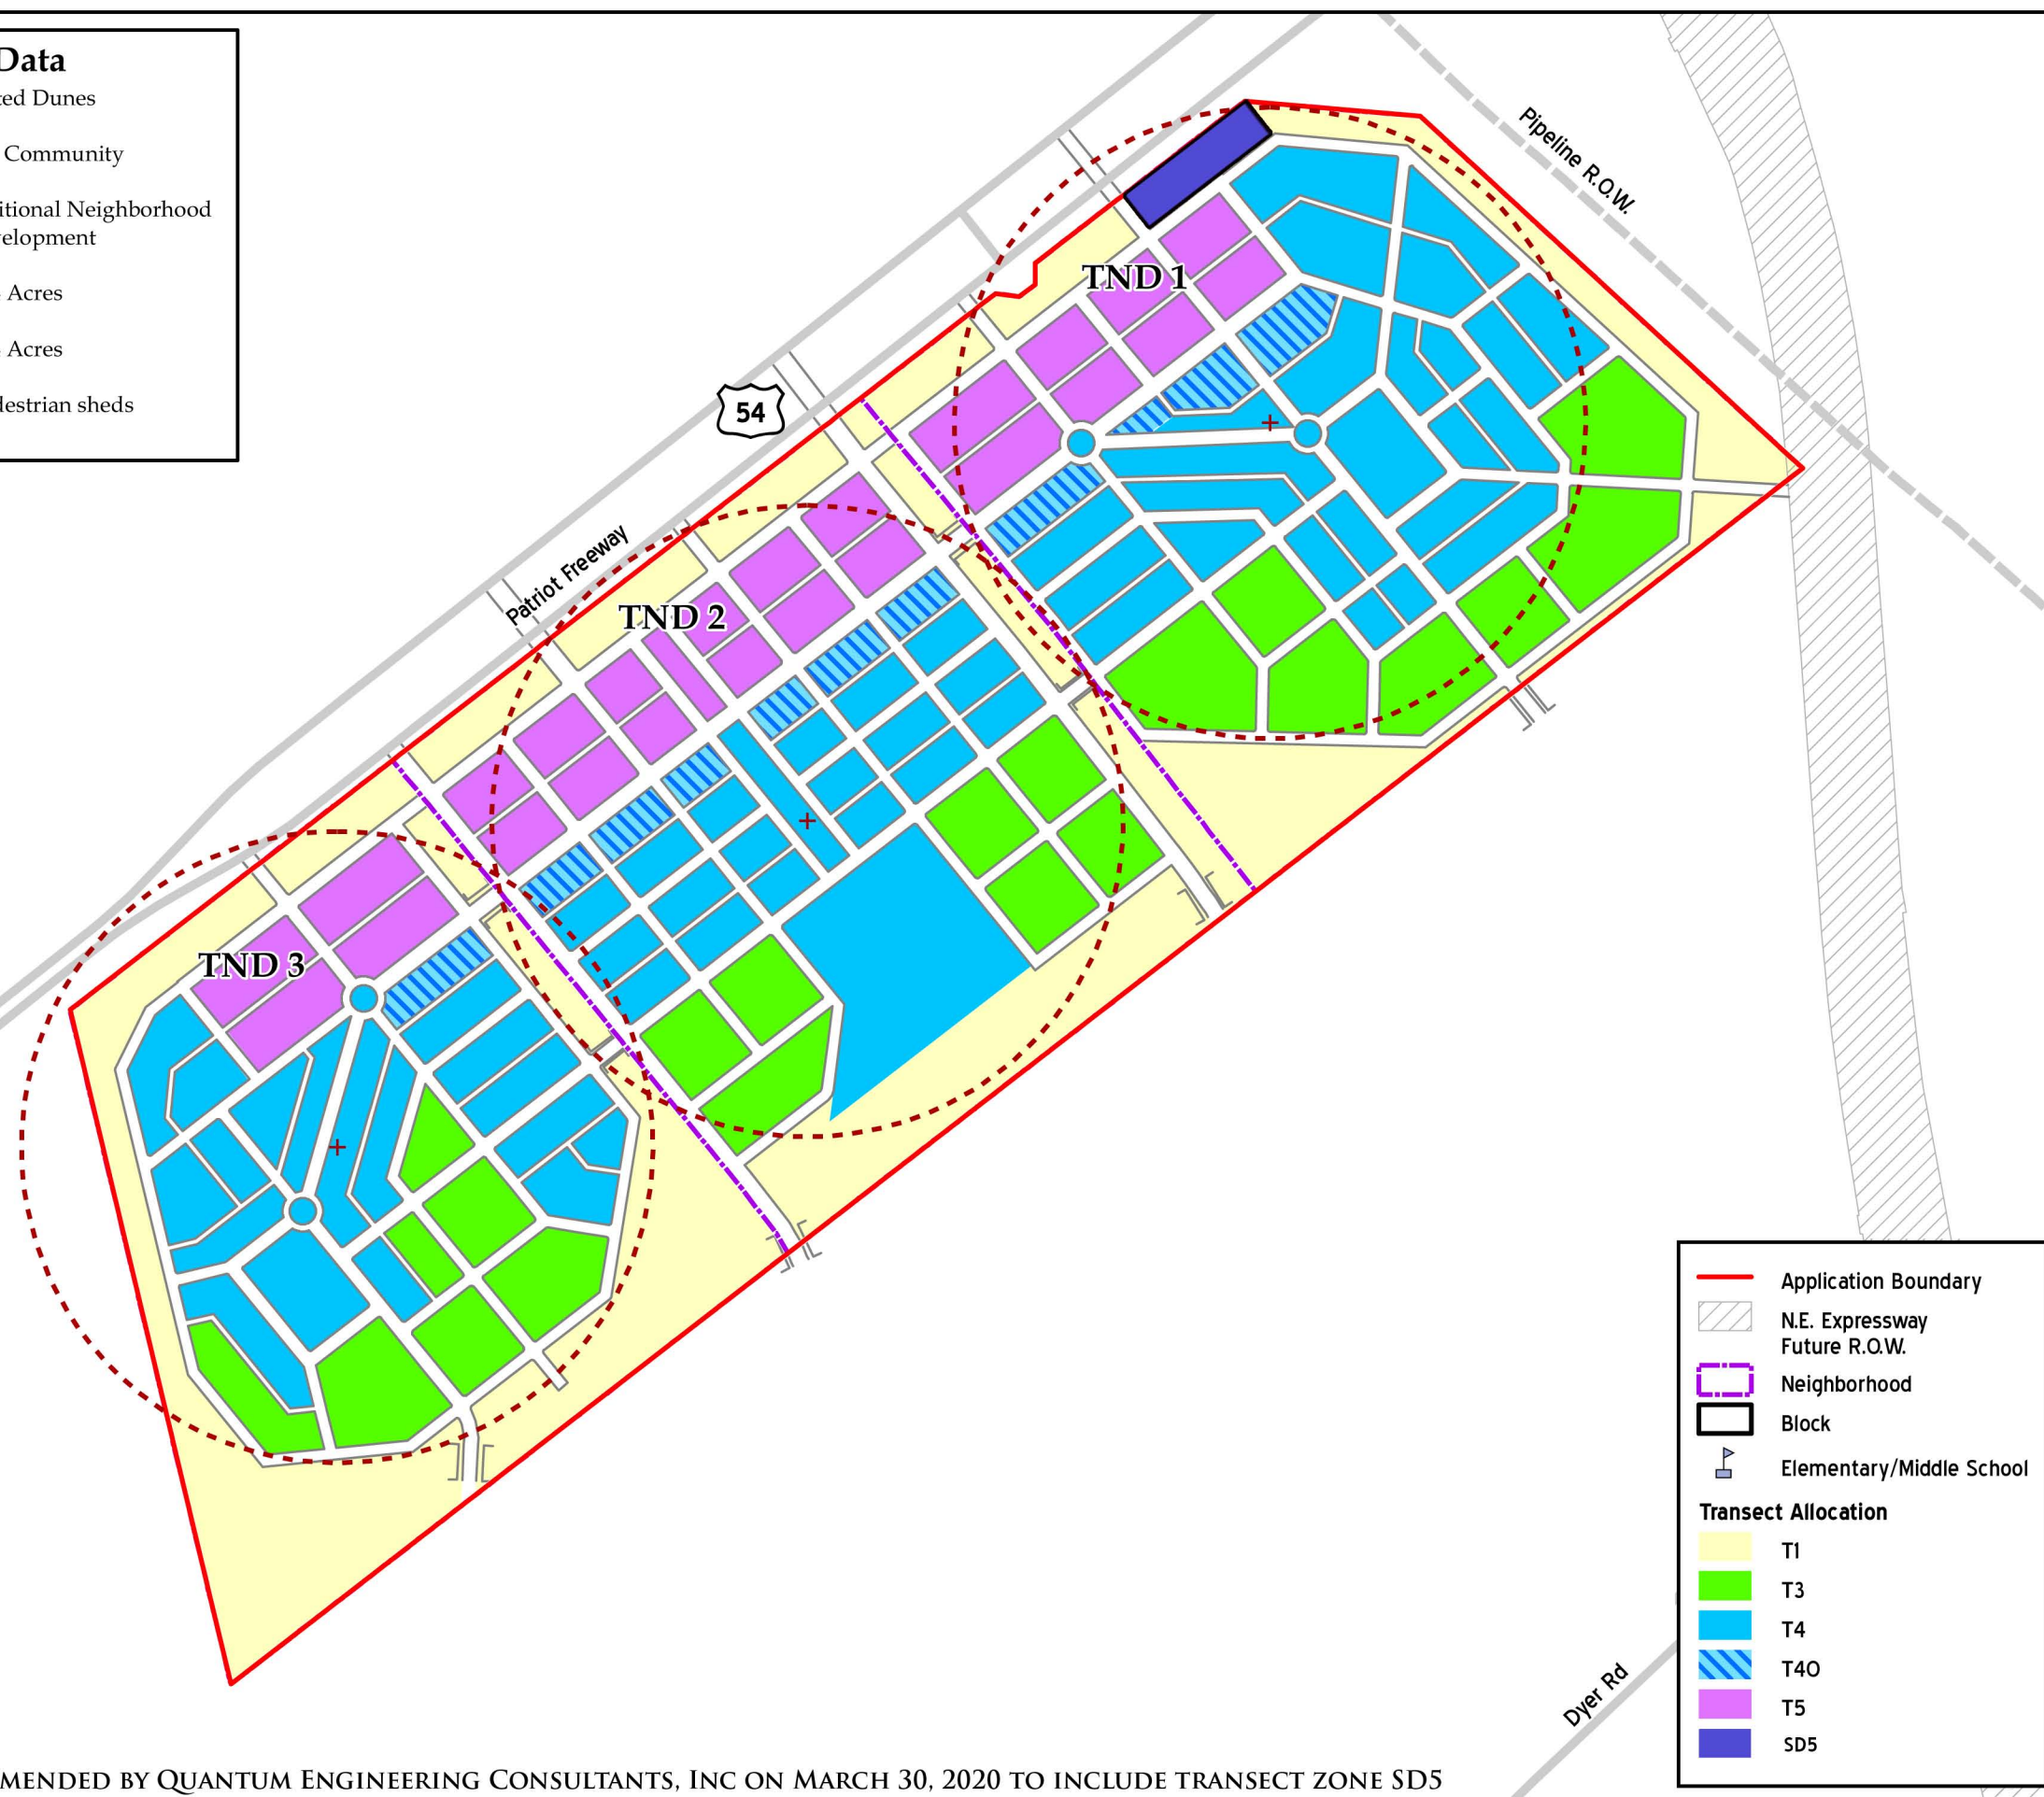 Data
ted Dunes
Community
itional Neighborhood
velopment
Acres
Acres
destrian sheds
Pipeline R.O.W.
TND 1
54
Patriot Freeway
TND 2
TND 3
Application Boundary
N.E. Expressway
Future R.O.W.
Neighborhood
Block
Elementary/Middle School
Transect Allocation
T1
T3
T4
T4O
T5
SD5
Dyer Rd
MENDED BY QUANTUM ENGINEERING CONSULTANTS, INC ON MARCH 30, 2020 TO INCLUDE TRANSECT ZONE SD5